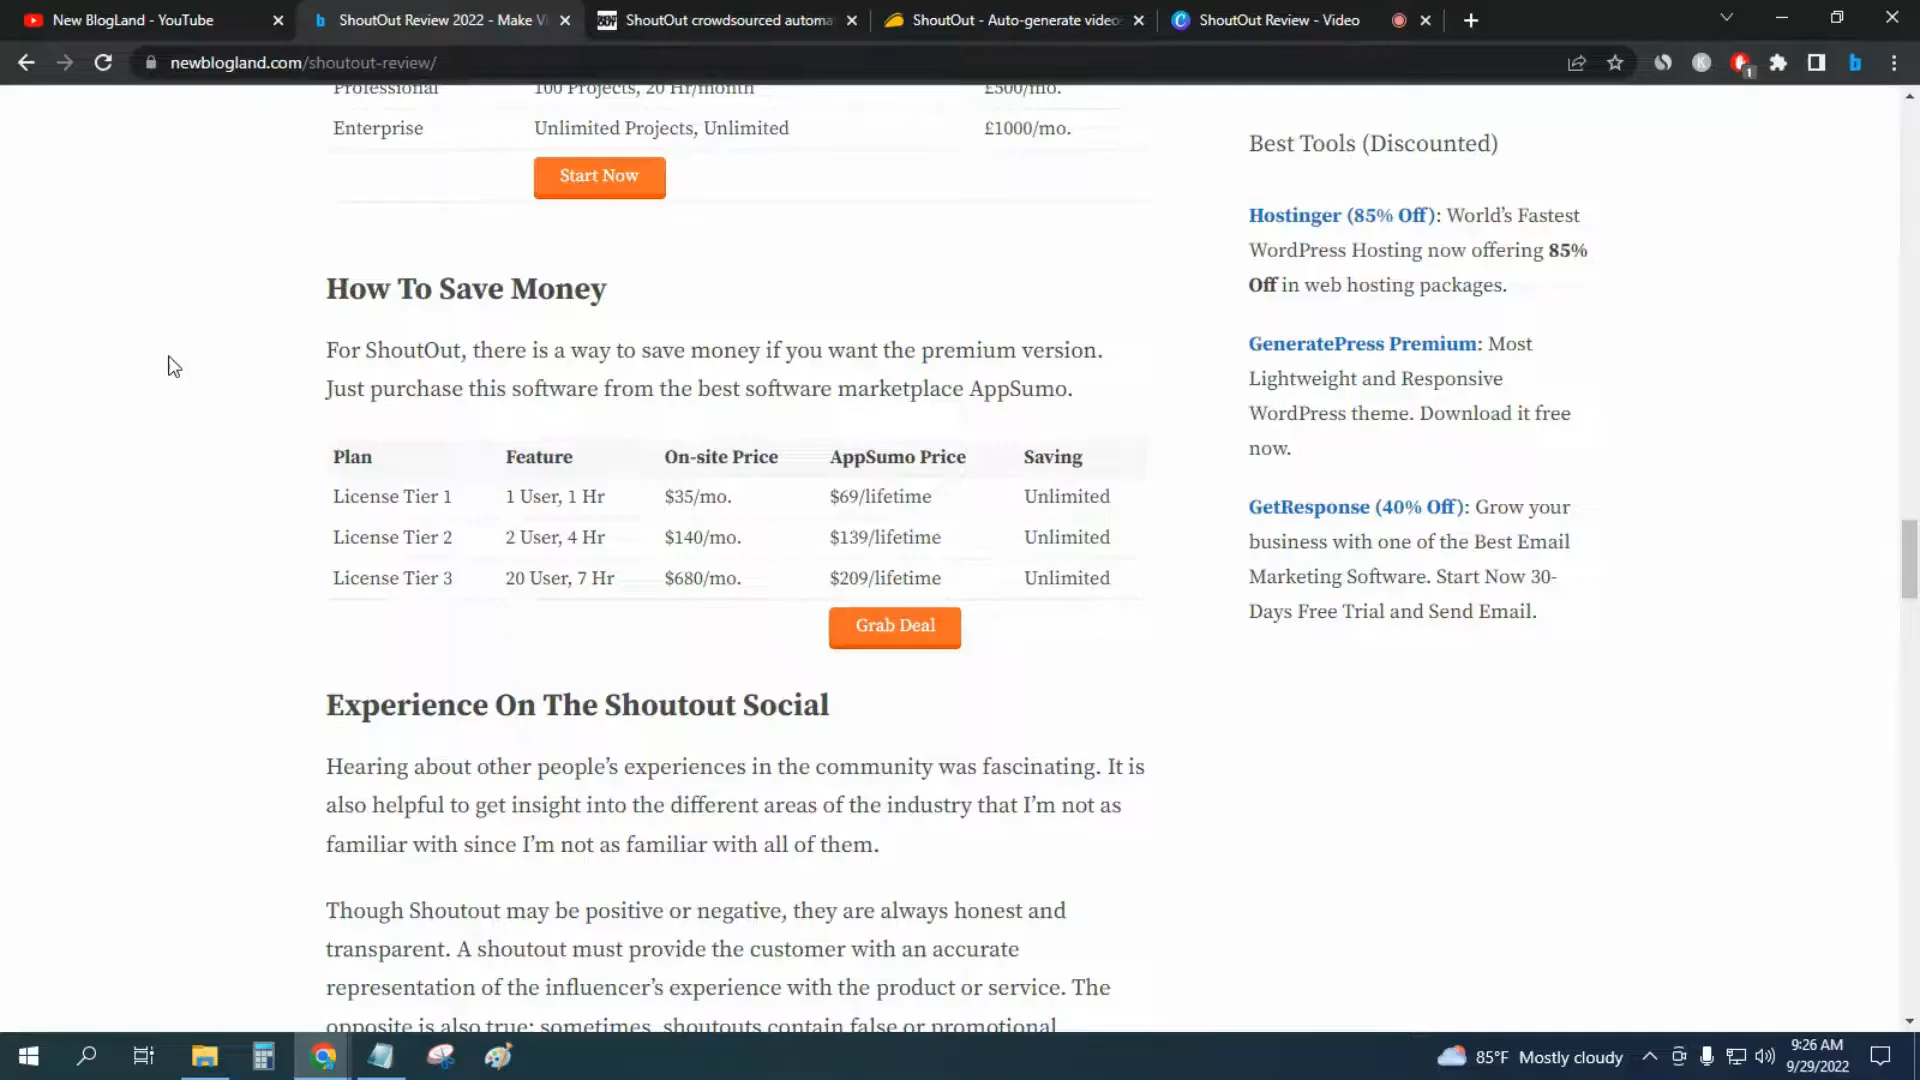 New BlogLand - YouTube
ShoutOut Review 2022 - Make Vi
ShoutOut crowdsourced automa
ShoutOut - Auto-generate video
ShoutOut Review - Video
newblogland.com/shoutout-review/
1
Professional 100 Projects, 20 Hr/month £500/mo.
Enterprise Unlimited Projects, Unlimited £1000/mo.
Start Now
How To Save Money
For ShoutOut, there is a way to save money if you want the premium version.
Just purchase this software from the best software marketplace AppSumo.
Plan Feature On-site Price AppSumo Price Saving
License Tier 1 1 User, 1 Hr $35/mo. $69/lifetime Unlimited
License Tier 2 2 User, 4 Hr $140/mo. $139/lifetime Unlimited
License Tier 3 20 User, 7 Hr $680/mo. $209/lifetime Unlimited
Grab Deal
Experience On The Shoutout Social
Hearing about other people’s experiences in the community was fascinating. It is
also helpful to get insight into the different areas of the industry that I’m not as
familiar with since I’m not as familiar with all of them.
Though Shoutout may be positive or negative, they are always honest and
transparent. A shoutout must provide the customer with an accurate
representation of the influencer’s experience with the product or service. The
opposite is also true: sometimes, shoutouts contain false or promotional
Best Tools (Discounted)
Hostinger (85% Off): World’s Fastest
WordPress Hosting now offering 85%
Off in web hosting packages.
GeneratePress Premium: Most
Lightweight and Responsive
WordPress theme. Download it free
now.
GetResponse (40% Off): Grow your
business with one of the Best Email
Marketing Software. Start Now 30-
Days Free Trial and Send Email.
85°F Mostly cloudy
9:26 AM
9/29/2022